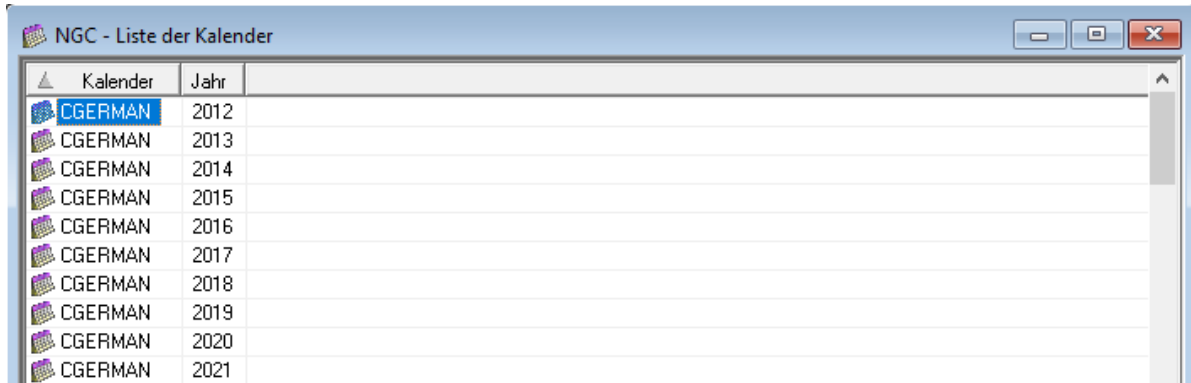 NGC - Liste der Kalender
Kalender Jahr
CGERMAN 2012
CGERMAN 2013
CGERMAN 2014
CGERMAN 2015
CGERMAN 2016
CGERMAN 2017
CGERMAN 2018
CGERMAN 2019
CGERMAN 2020
CGERMAN 2021